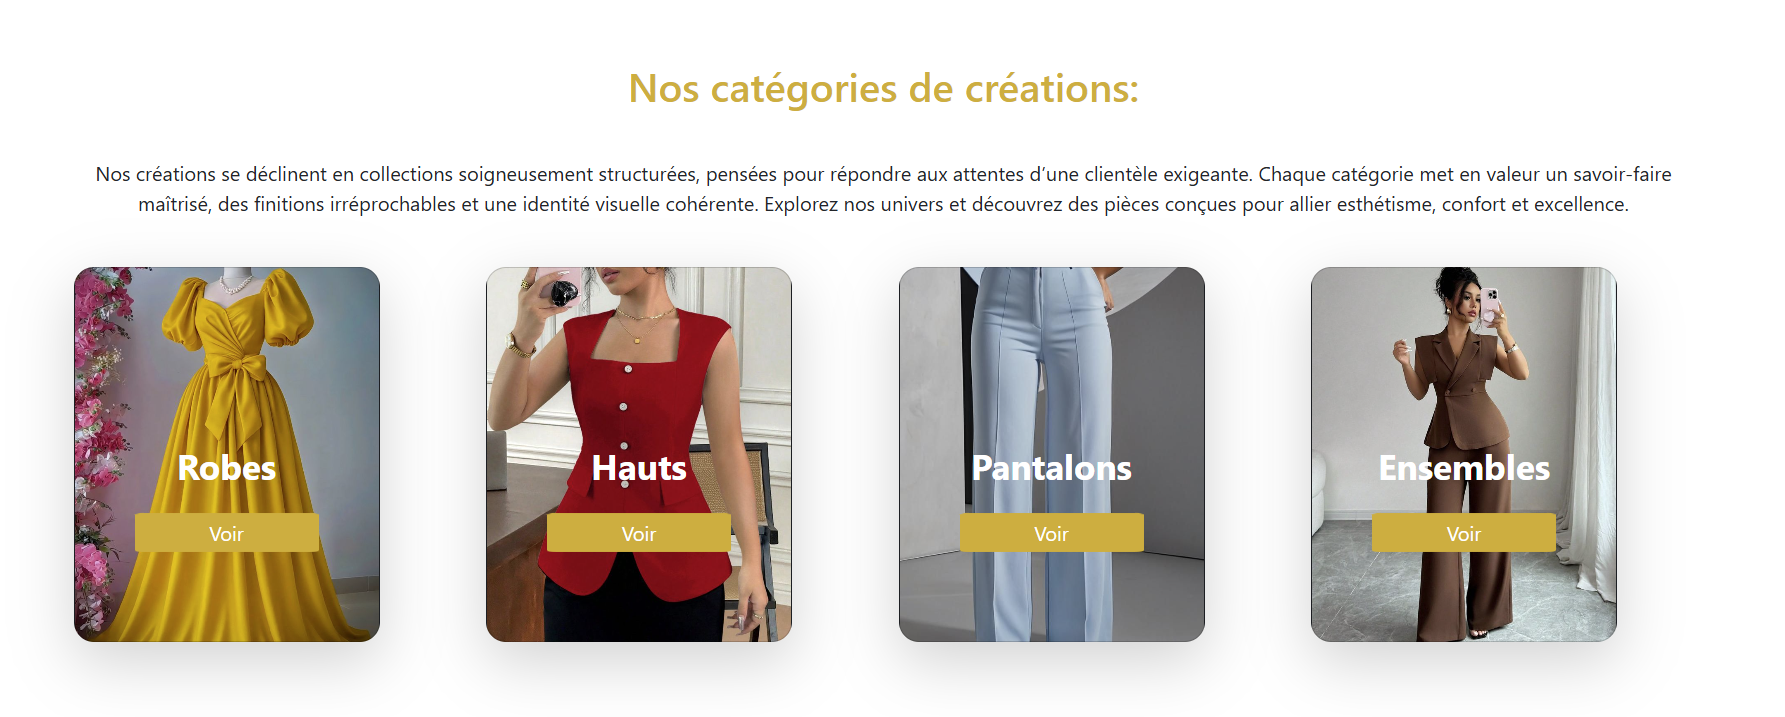 Nos catégories de créations:
Nos créations se déclinent en collections soigneusement structurées, pensées pour répondre aux attentes d’une clientèle exigeante. Chaque catégorie met en valeur un savoir-faire
maîtrisé, des finitions irréprochables et une identité visuelle cohérente. Explorez nos univers et découvrez des pièces conçues pour allier esthétisme, confort et excellence.
Robes
Voir
Hauts
Voir
Pantalons
Voir
Ensembles
Voir